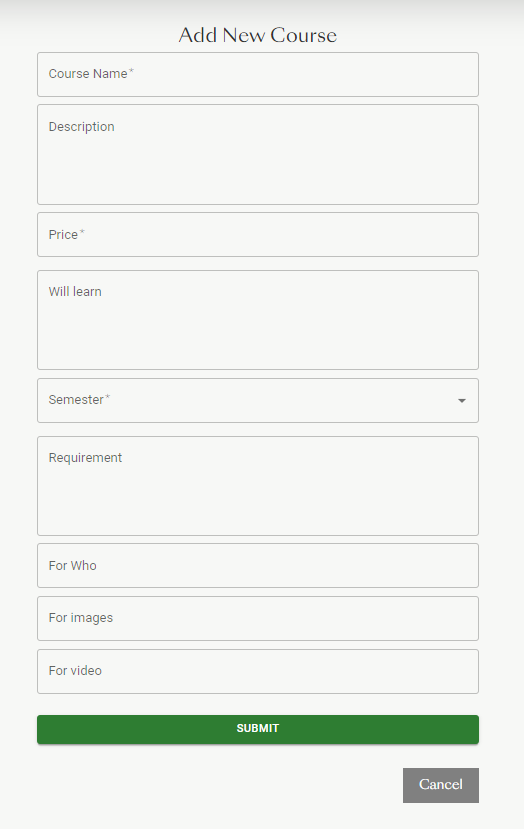 Add New Course
Course Name *
Description
Price *
Will learn
Semester *
Requirement
For Who
For images
For video
SUBMIT
Cancel